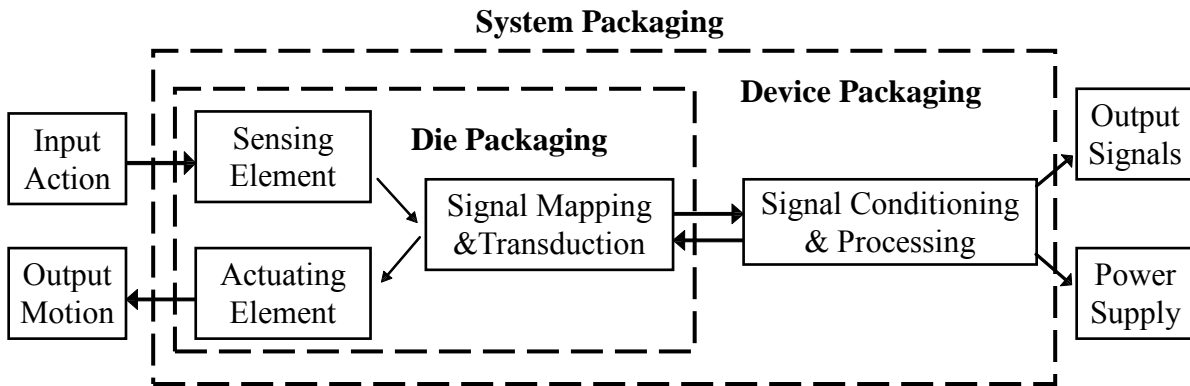 System Packaging
Device Packaging
Die Packaging
Input
Action
Sensing
Element
Signal Mapping
&Transduction
Signal Conditioning
& Processing
Output
Signals
Output
Motion
Actuating
Element
Power
Supply